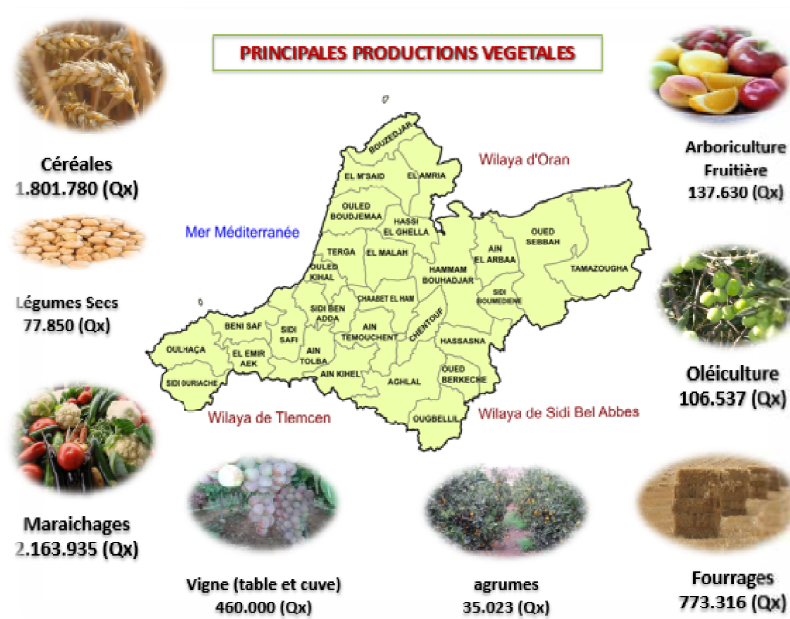 PRINCIPALES PRODUCTIONS VEGETALES
Céréales
1.801.780 (Qx)
Légumes Secs
77.850 (Qx)
Maraichages
2.163.935 (Qx)
Vigne (table et cuve)
460.000 (Qx)
agrumes
35.023 (Qx)
Fourrages
773.316 (Qx)
Oléiculture
106.537 (Qx)
Arboriculture
Fruitière
137.630 (Qx)
Mer Méditerranée
Wilaya d'Oran
Wilaya de Tlemcen
Wilaya de Sidi Bel Abbes
BOUZEDJAR
EL M'SAID
EL AMRIA
OULED
BOUDJEMAA
HASSI
EL GHELLA
TERGA
EL MALAH
OULED
KIHAL
HAMMAM
BOUHADJAR
AIN
EL ARBAA
OUED
SEBBAH
TAMAZOUGHA
SIDI
BOUMEDIENE
CHAABET EL HAM
SIDI BEN
ADDA
CHENTOUF
AIN
TEMOUCHENT
HASSASNA
BENI SAF
SIDI
SAFI
OULHAÇA
EL EMIR
AEK
AIN
TOLBA
AIN KIHEL
AGHLAL
OUED
BERKECHE
SIDI OURIACHE
OUGBELLIL